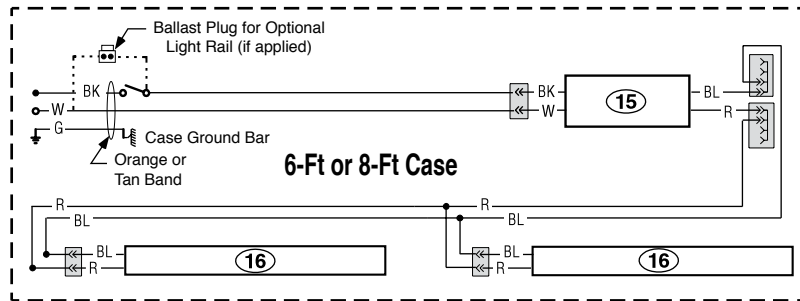 Ballast Plug for Optional
Light Rail (if applied)
BK
BK
BL
W
W
15
R
G
Case Ground Bar
Orange or
Tan Band
6-Ft or 8-Ft Case
R
R
BL
BL
BL
R
16
BL
R
16